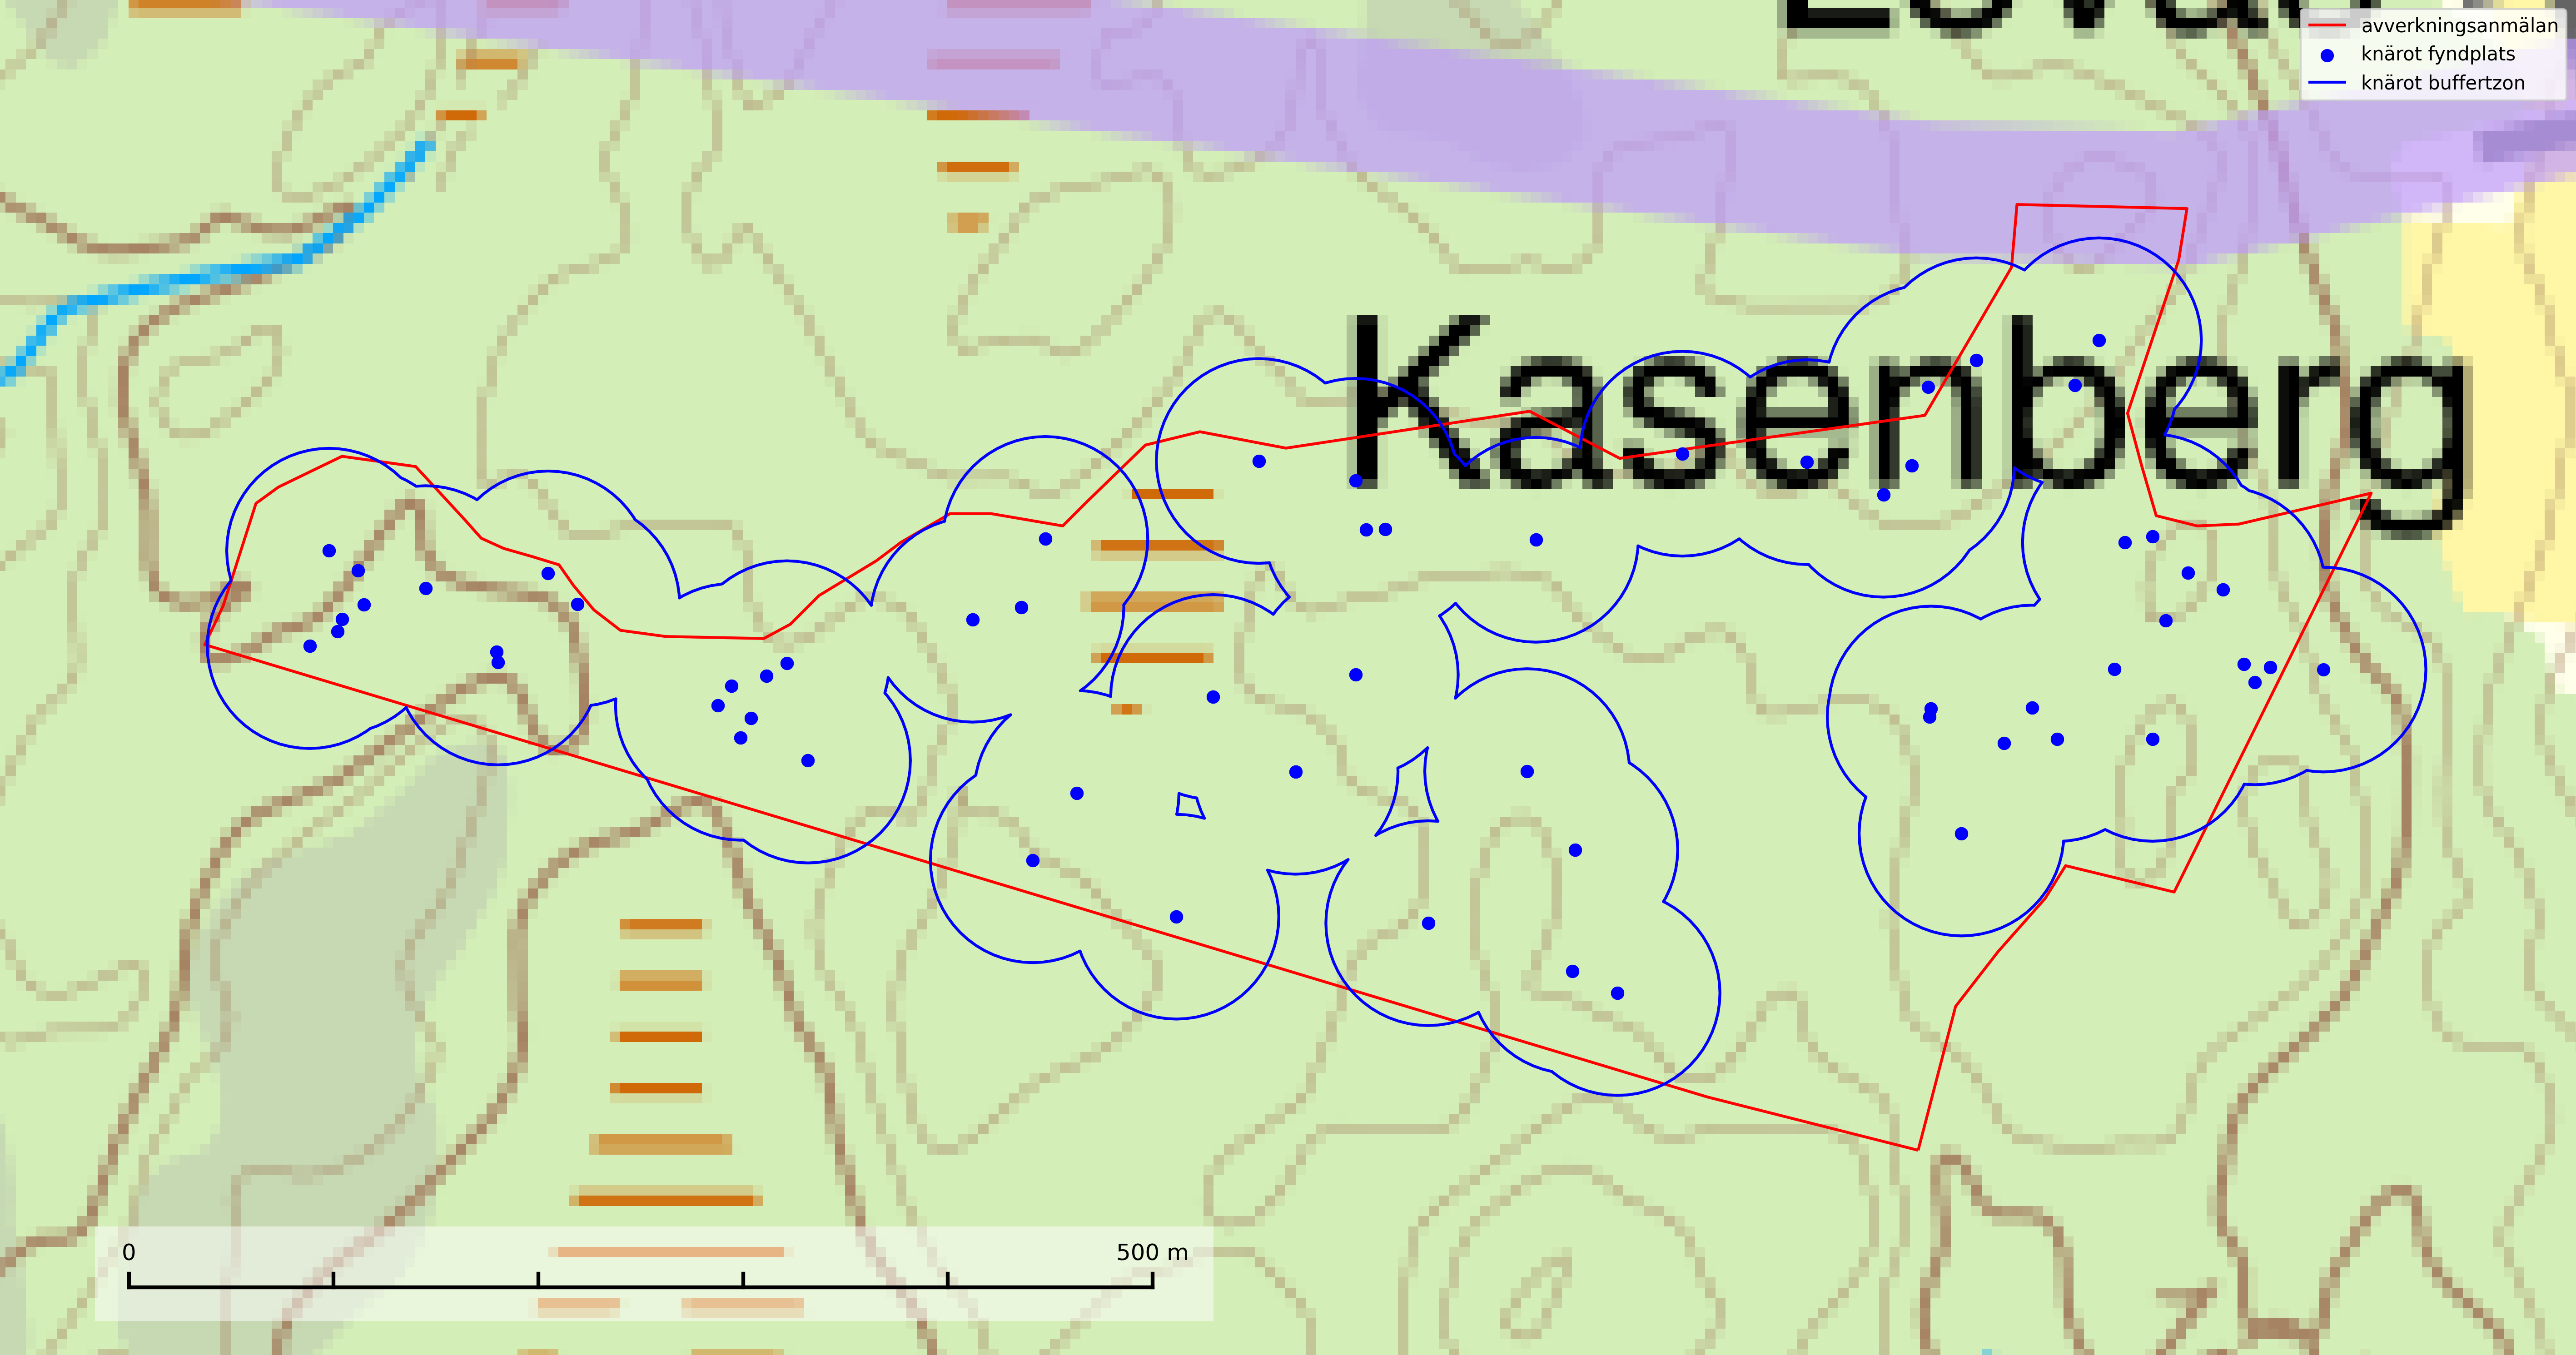 avverkningsanmälan
knärot fyndplats
knärot buffertzon
Kasenberg
0 500 m